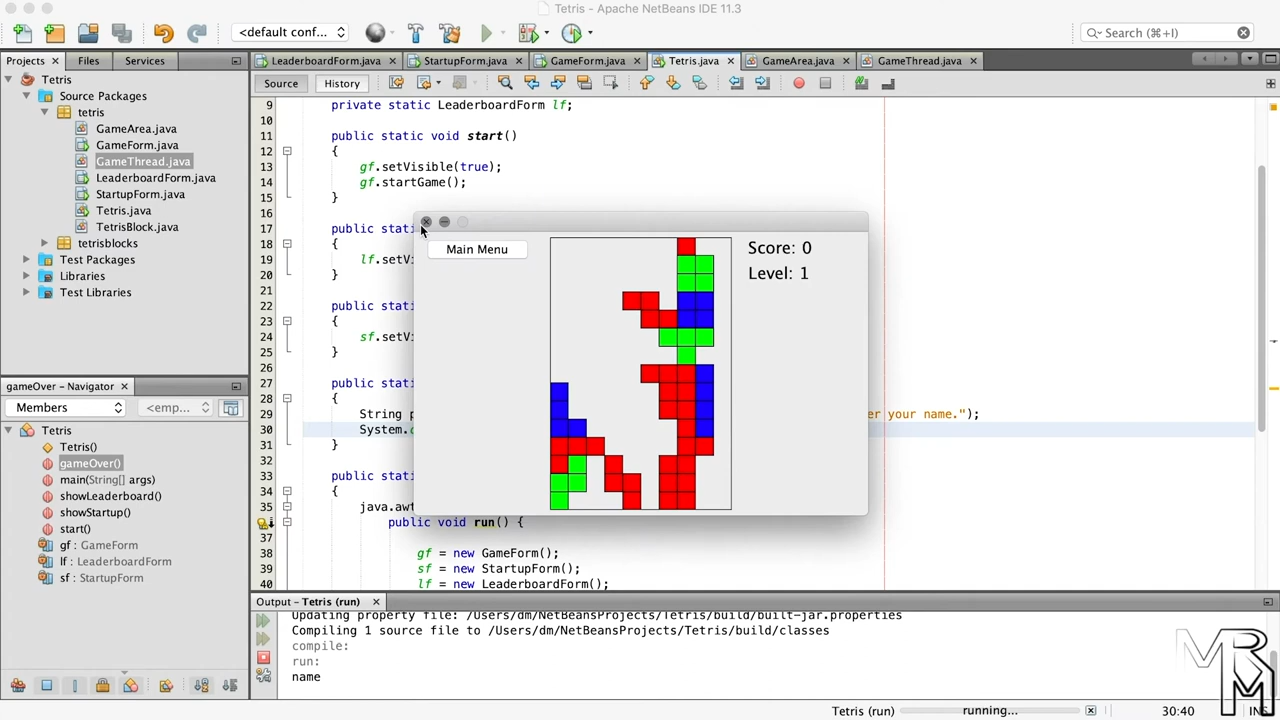 Tetris - Apache NetBeans IDE 11.3
<default conf...
Search (⌘+I)
Projects
Files
Services
LeaderboardForm.java
StartupForm.java
GameForm.java
Tetris.java
GameArea.java
GameThread.java
Source
History
Tetris
Source Packages
tetris
GameArea.java
GameForm.java
GameThread.java
LeaderboardForm.java
StartupForm.java
Tetris.java
TetrisBlock.java
tetrisblocks
Test Packages
Libraries
Test Libraries
gameOver - Navigator
Members
<emp...
Tetris
Tetris()
gameOver()
main(String[] args)
showLeaderboard()
showStartup()
start()
gf : GameForm
lf : LeaderboardForm
sf : StartupForm
9 private static LeaderboardForm lf;
10
11 public static void start()
12 {
13 gf.setVisible(true);
14 gf.startGame();
15 }
16
17 public stati
18 {
19 lf.setVi
20 }
21
22 public stati
23 {
24 sf.setVi
25 }
26
27 public stati
28 {
29 String p er your name.");
30 System.
31 }
32
33 public stati
34 {
35 java.aw
public void run() {
37
38 gf = new GameForm();
39 sf = new StartupForm();
40 lf = new LeaderboardForm();
Main Menu
Score: 0
Level: 1
Output - Tetris (run)
Updating property file: /Users/dm/NetBeansProjects/Tetris/build/built-jar.properties
Compiling 1 source file to /Users/dm/NetBeansProjects/Tetris/build/classes
compile:
run:
name
Tetris (run)
running...
30:40